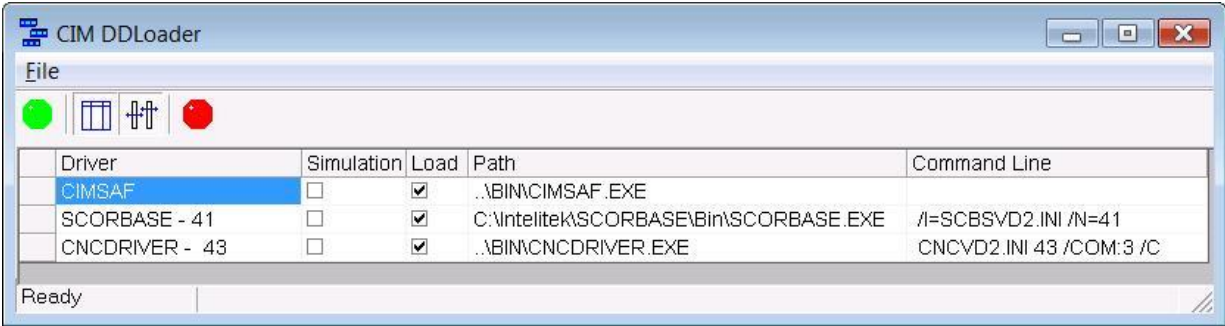 CIM DDLoader
File
Driver Simulation Load Path Command Line
CIMSAF ..\BIN\CIMSAF.EXE
SCORBASE - 41 C:\Intelitek\SCORBASE\Bin\SCORBASE.EXE /I=SCBSVD2.INI /N=41
CNCDRIVER - 43 ..\BIN\CNCDRIVER.EXE CNCVD2.INI 43 /COM:3 /C
Ready